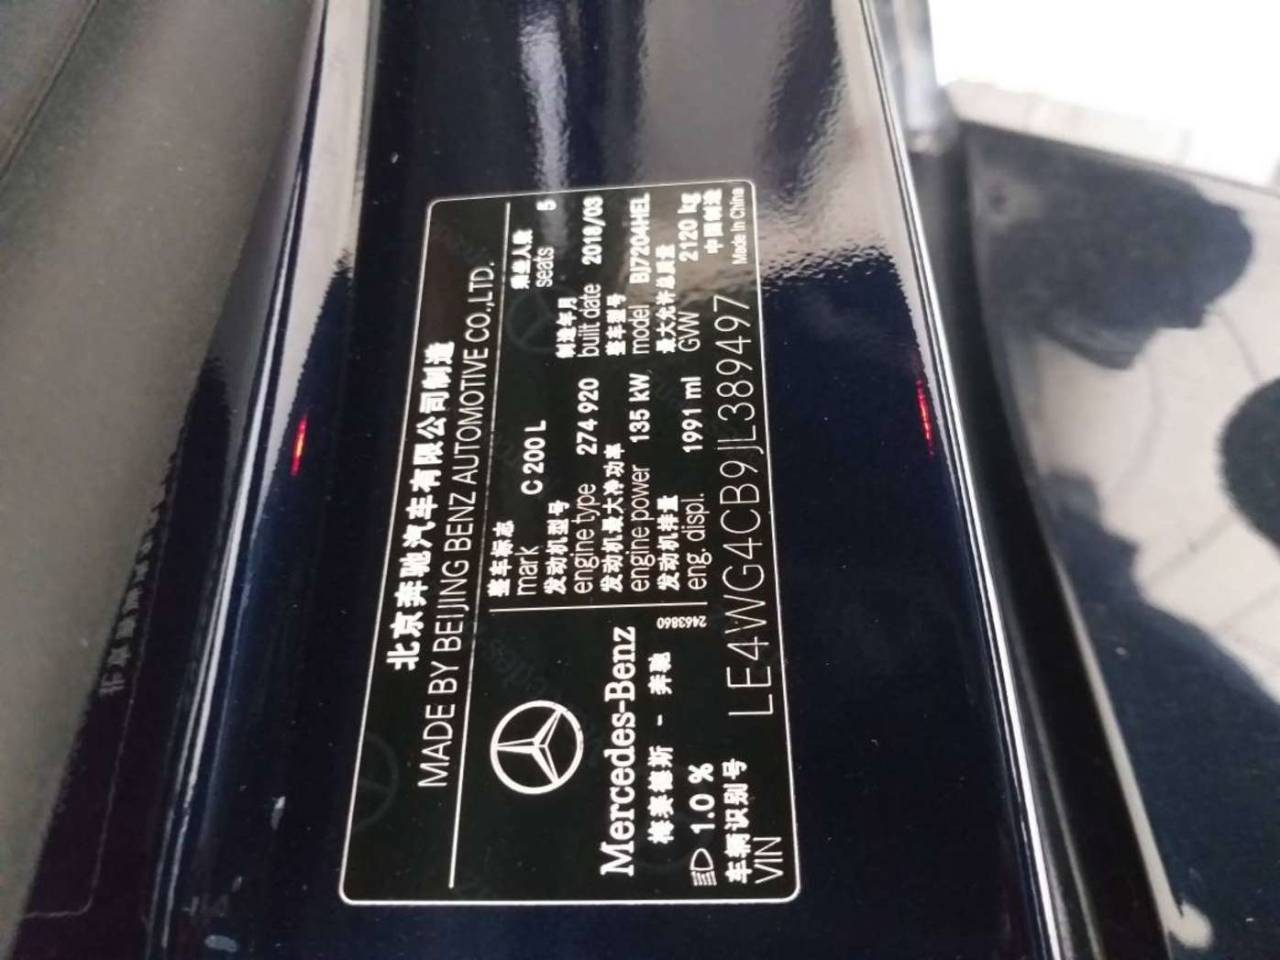 北京奔驰汽车有限公司制造
MADE BY BEIJING BENZ AUTOMOTIVE CO.,LTD.
整车标志 乘坐人数
mark C 200 L seats 5
发动机型号 制造年月
engine type 274 920 built date 2018/03
发动机最大净功率 整车型号
engine power 135 kW model BJ7204HEL
发动机排量 最大允许总质量
eng. displ. 1991 ml GVW 2120 kg
Mercedes-Benz
梅赛德斯 - 奔驰
2463860
1.0 %
中国制造
Made In China
车辆识别号
VIN LE4WG4CB9JL389497